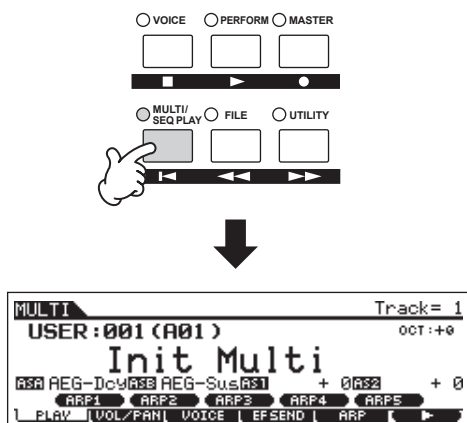 VOICE PERFORM MASTER
MULTI/
SEQ PLAY FILE UTILITY
MULTI Track= 1
USER:001(A01) OCT:+0
Init Multi
ASA AEG-Dcy ASB AEG-Sus AS1 + 0 AS2 + 0
ARP1 ARP2 ARP3 ARP4 ARP5
PLAY VOL/PAN VOICE EFSEND ARP